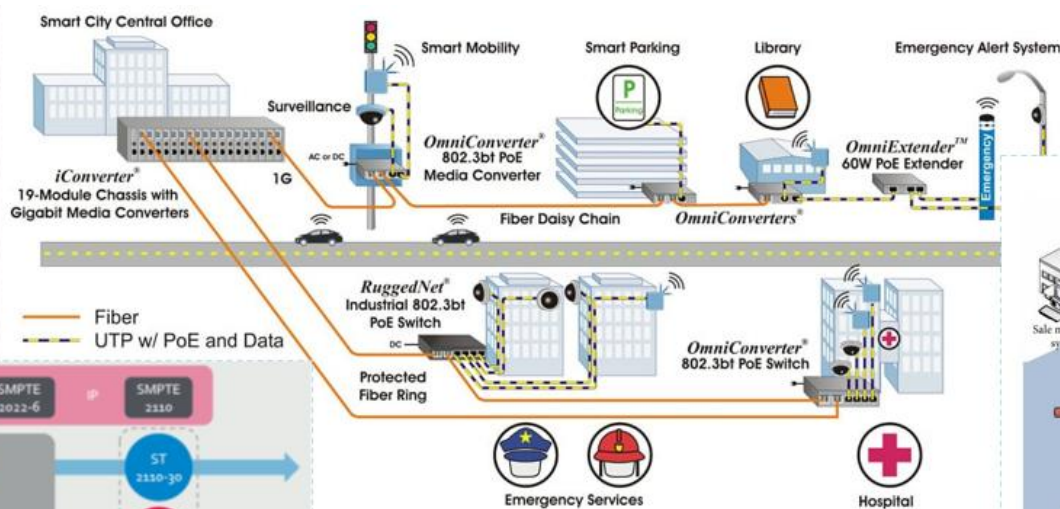 Smart City Central Office
Smart Mobility
Smart Parking
Library
Emergency Alert System
P
Parking
Surveillance
OmniConverter®
802.3bt PoE
Media Converter
AC or DC
OmniExtender™
60W PoE Extender
Emergency
iConverter®
19-Module Chassis with
Gigabit Media Converters
1G
Fiber Daisy Chain
OmniConverters®
RuggedNet®
Industrial 802.3bt
PoE Switch
DC
Fiber
UTP w/ PoE and Data
Protected
Fiber Ring
OmniConverter®
802.3bt PoE Switch
Emergency Services
Hospital
SMPTE
2022-6
IP
SMPTE
2110
ST
2110-30
Sale